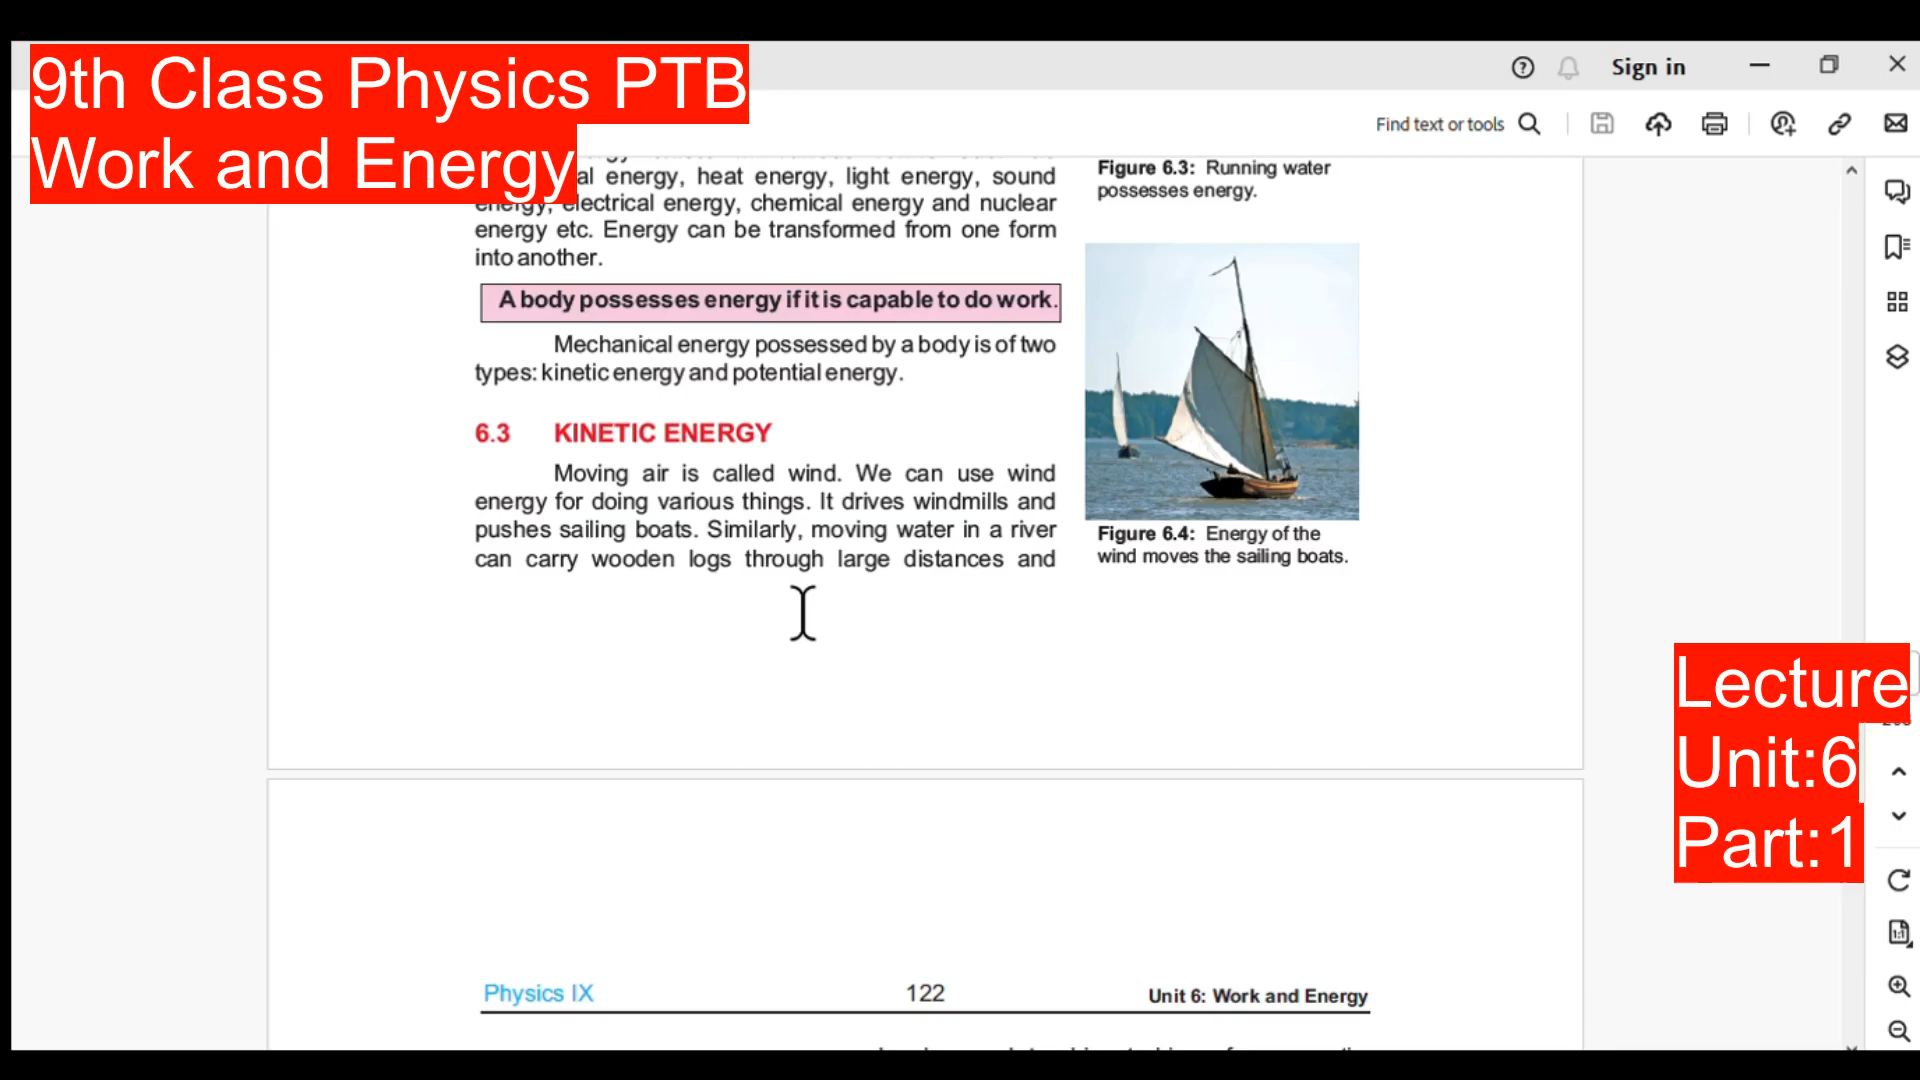 9th Class Physics PTB
Work and Energy
Sign in
Find text or tools
al energy, heat energy, light energy, sound
energy, electrical energy, chemical energy and nuclear
energy etc. Energy can be transformed from one form
into another.
A body possesses energy if it is capable to do work.
Mechanical energy possessed by a body is of two
types: kinetic energy and potential energy.
6.3 KINETIC ENERGY
Moving air is called wind. We can use wind
energy for doing various things. It drives windmills and
pushes sailing boats. Similarly, moving water in a river
can carry wooden logs through large distances and
Figure 6.3: Running water
possesses energy.
Figure 6.4: Energy of the
wind moves the sailing boats.
Lecture
Unit:6
Part:1
Physics IX 122 Unit 6: Work and Energy